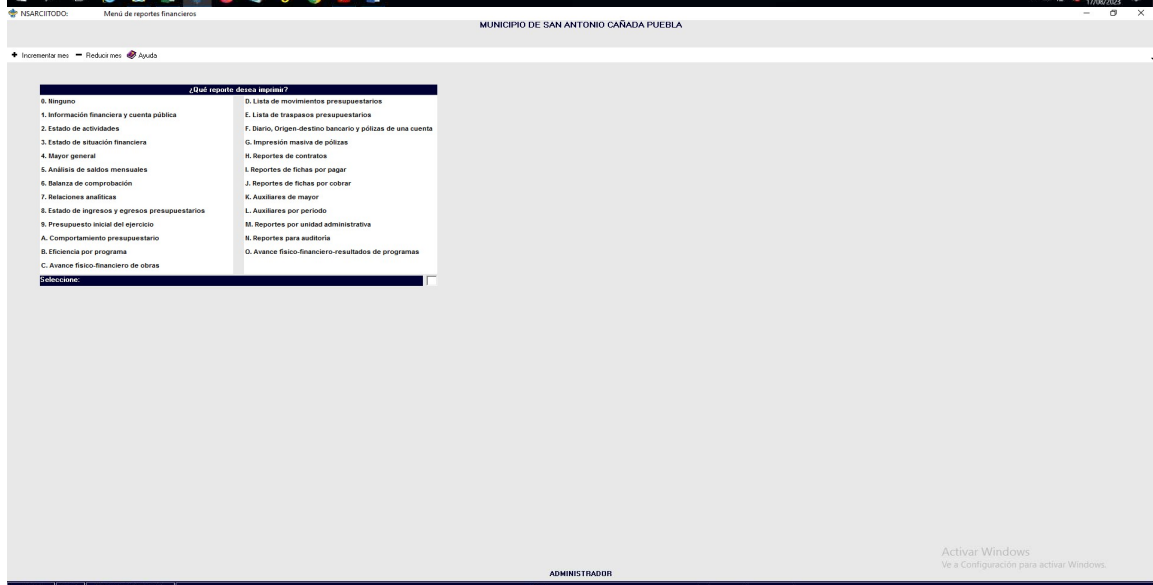 17/08/2023
NSARCIITODO: Menú de reportes financieros
MUNICIPIO DE SAN ANTONIO CAÑADA PUEBLA
Incrementar mes Reducir mes Ayuda
¿Qué reporte desea imprimir?
0. Ninguno
1. Información financiera y cuenta pública
2. Estado de actividades
3. Estado de situación financiera
4. Mayor general
5. Análisis de saldos mensuales
6. Balanza de comprobación
7. Relaciones analíticas
8. Estado de ingresos y egresos presupuestarios
9. Presupuesto inicial del ejercicio
A. Comportamiento presupuestario
B. Eficiencia por programa
C. Avance físico-financiero de obras
D. Lista de movimientos presupuestarios
E. Lista de traspasos presupuestarios
F. Diario, Origen-destino bancario y pólizas de una cuenta
G. Impresión masiva de pólizas
H. Reportes de contratos
I. Reportes de fichas por pagar
J. Reportes de fichas por cobrar
K. Auxiliares de mayor
L. Auxiliares por periodo
M. Reportes por unidad administrativa
N. Reportes para auditoría
O. Avance físico-financiero-resultados de programas
Seleccione:
Activar Windows
Ve a Configuración para activar Windows.
ADMINISTRADOR